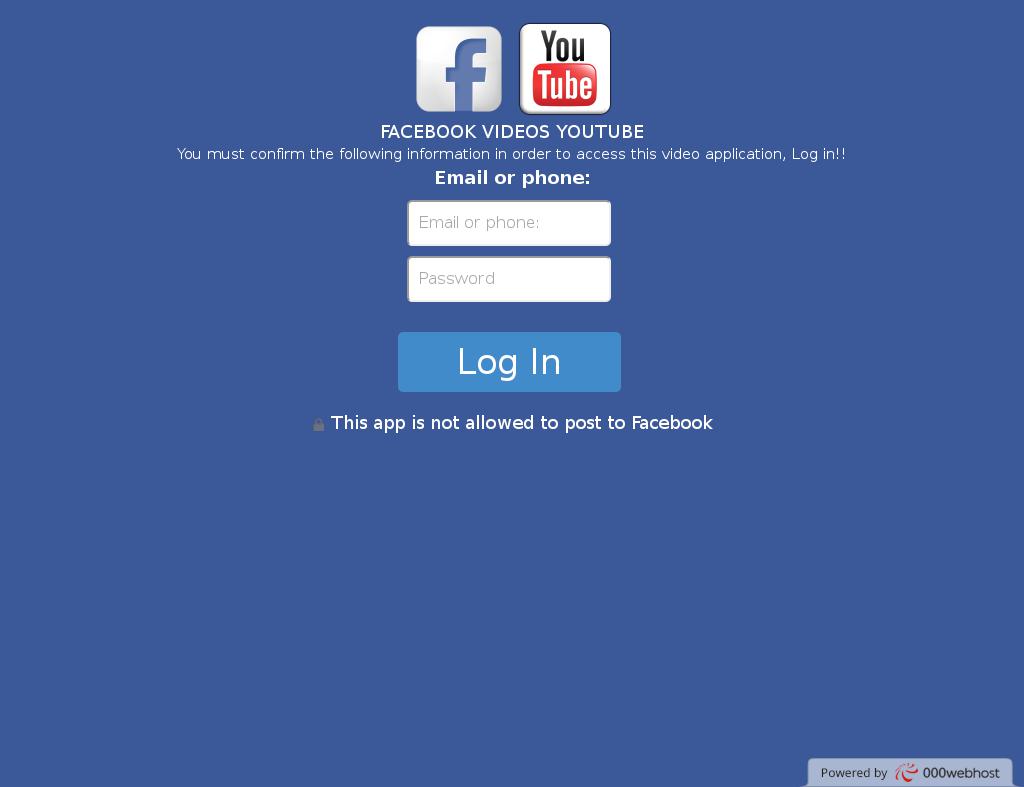 f
You
Tube
FACEBOOK VIDEOS YOUTUBE
You must confirm the following information in order to access this video application, Log in!!
Email or phone:
Email or phone:
Password
Log In
This app is not allowed to post to Facebook
Powered by 000webhost